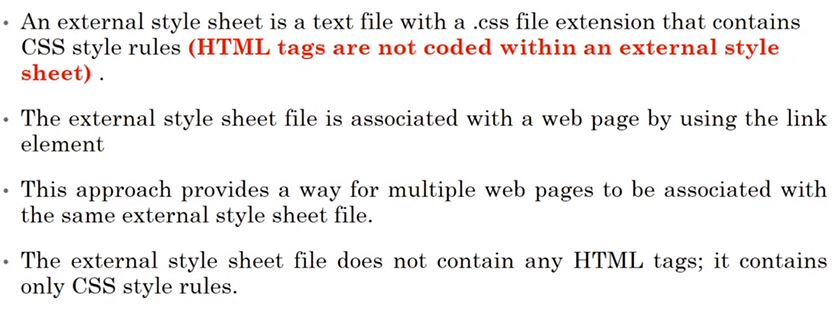 • An external style sheet is a text file with a .css file extension that contains
CSS style rules (HTML tags are not coded within an external style
sheet) .
• The external style sheet file is associated with a web page by using the link
element
• This approach provides a way for multiple web pages to be associated with
the same external style sheet file.
• The external style sheet file does not contain any HTML tags; it contains
only CSS style rules.